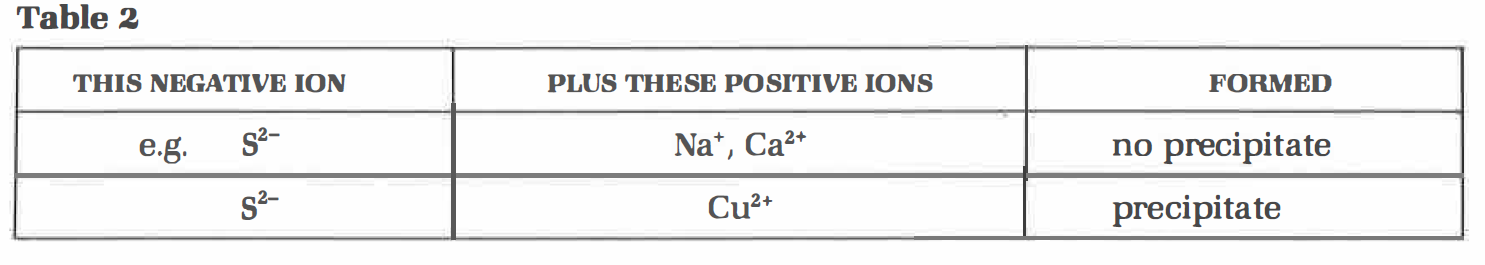 Table 2
THIS NEGATIVE ION PLUS THESE POSITIVE IONS FORMED
e.g. S²⁻ Na⁺, Ca²⁺ no precipitate
S²⁻ Cu²⁺ precipitate